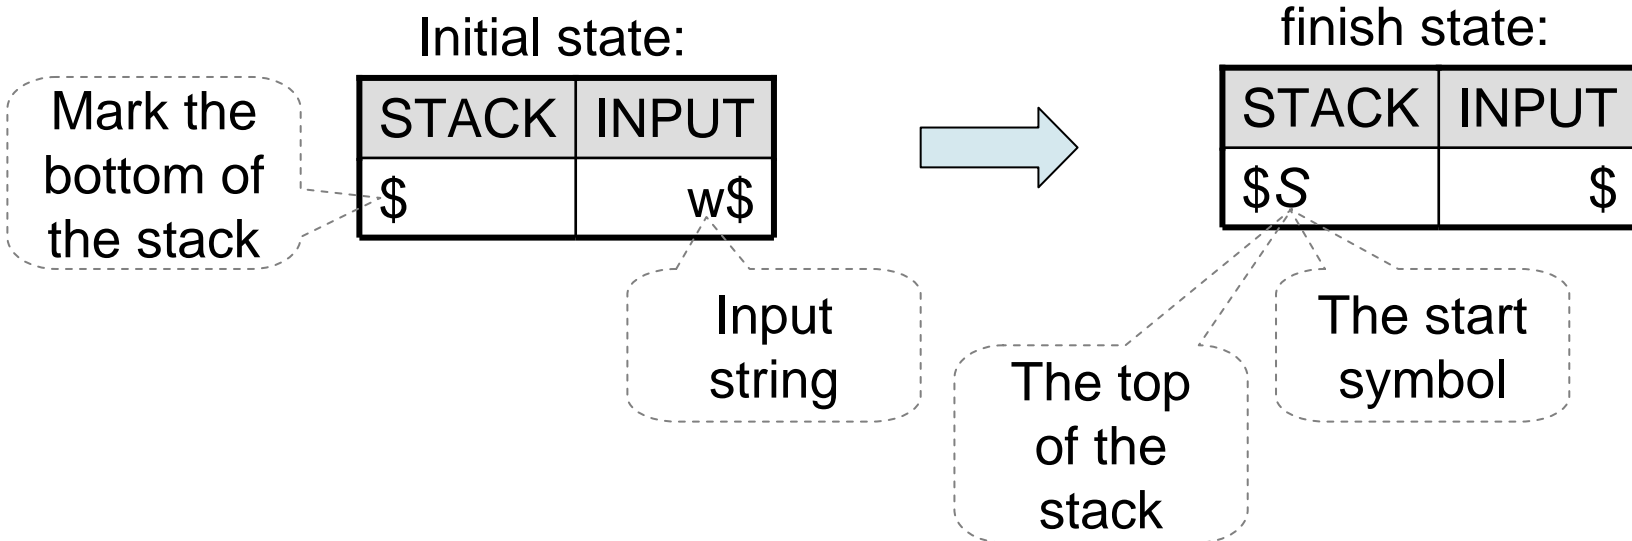 Initial state:
finish state:
Mark the
bottom of
the stack
STACK INPUT
$ w$
STACK INPUT
$S $
Input
string
The top
of the
stack
The start
symbol